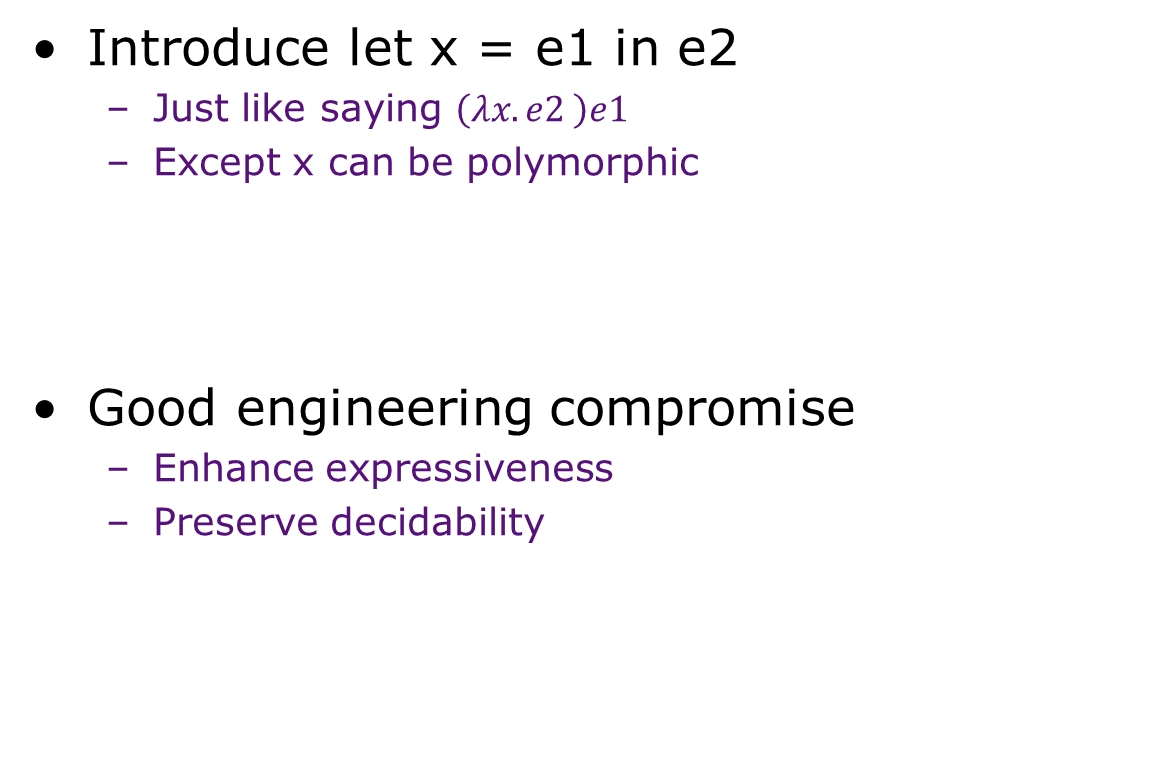 • Introduce let x = e1 in e2
– Just like saying (λx. e2 )e1
– Except x can be polymorphic
• Good engineering compromise
– Enhance expressiveness
– Preserve decidability